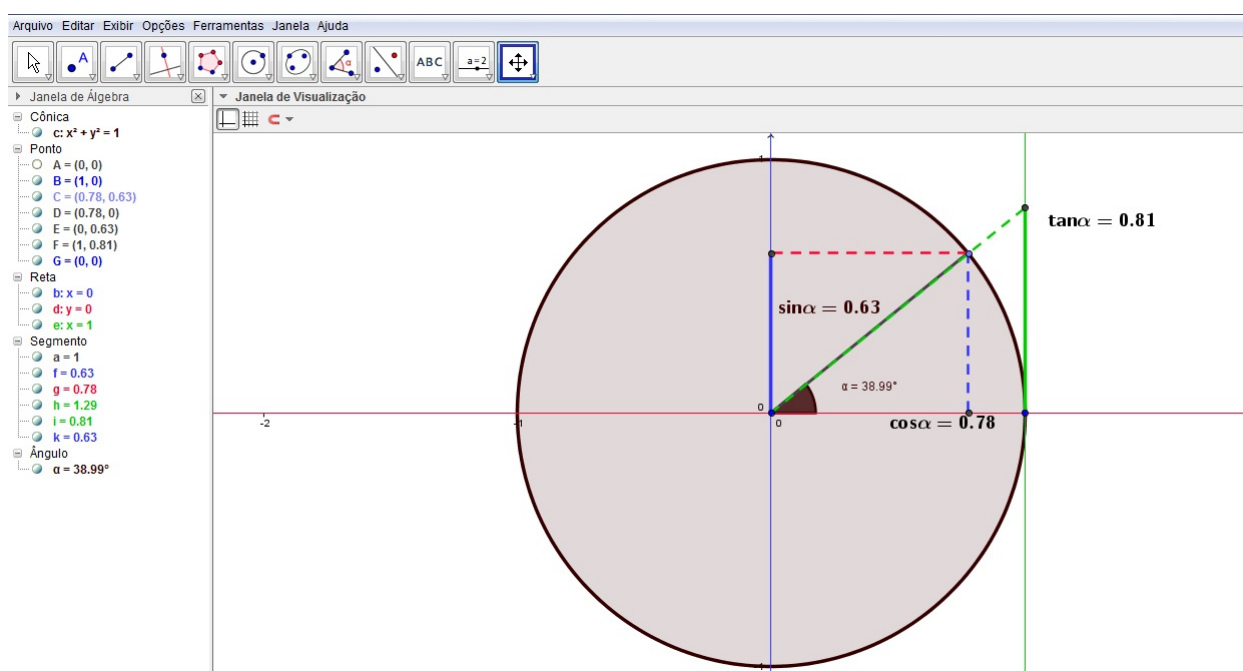 Arquivo Editar Exibir Opções Ferramentas Janela Ajuda
A
α
ABC
a=2
Janela de Álgebra
Janela de Visualização
Cônica
c: x² + y² = 1
Ponto
A = (0, 0)
B = (1, 0)
C = (0.78, 0.63)
D = (0.78, 0)
E = (0, 0.63)
F = (1, 0.81)
G = (0, 0)
Reta
b: x = 0
d: y = 0
e: x = 1
Segmento
a = 1
f = 0.63
g = 0.78
h = 1.29
i = 0.81
k = 0.63
Ângulo
α = 38.99°
1
tanα = 0.81
sinα = 0.63
α = 38.99°
0
-2
-1
0
cosα = 0.78
-1